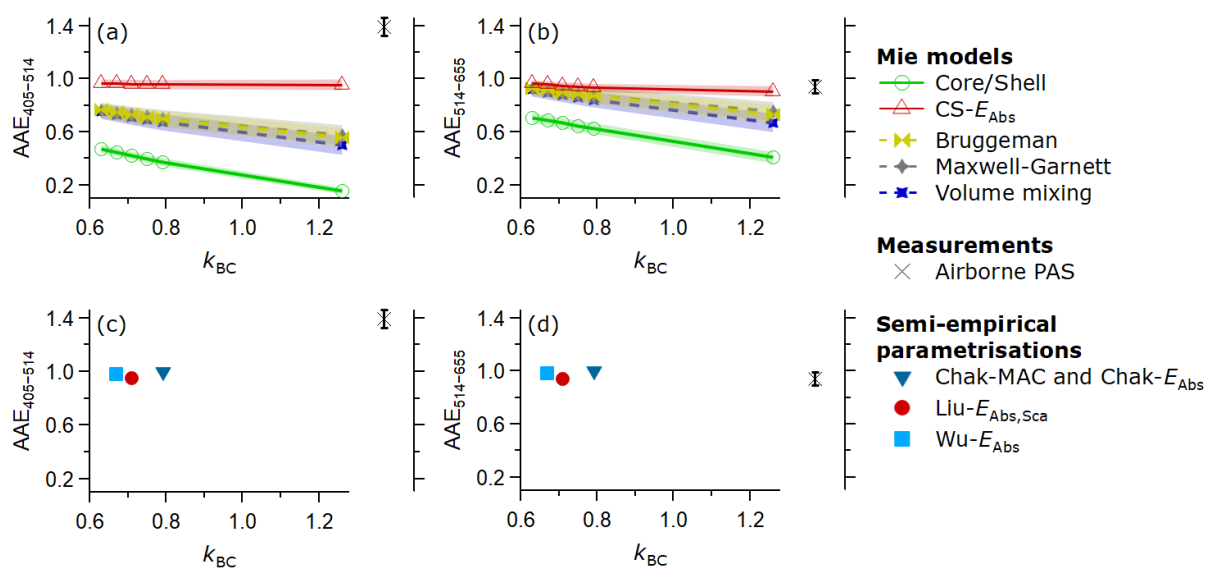 (a)
1.4
1.0
0.6
0.2
AAE405–514
0.6
0.8
1.0
1.2
kBC
(b)
1.4
1.0
0.6
0.2
AAE514–655
0.6
0.8
1.0
1.2
kBC
Mie models
Core/Shell
CS-EAbs
Bruggeman
Maxwell-Garnett
Volume mixing
Measurements
Airborne PAS
(c)
1.4
1.0
0.6
0.2
AAE405–514
0.6
0.8
1.0
1.2
kBC
(d)
1.4
1.0
0.6
0.2
AAE514–655
0.6
0.8
1.0
1.2
kBC
Semi-empirical
parametrisations
Chak-MAC and Chak-EAbs
Liu-EAbs,Sca
Wu-EAbs